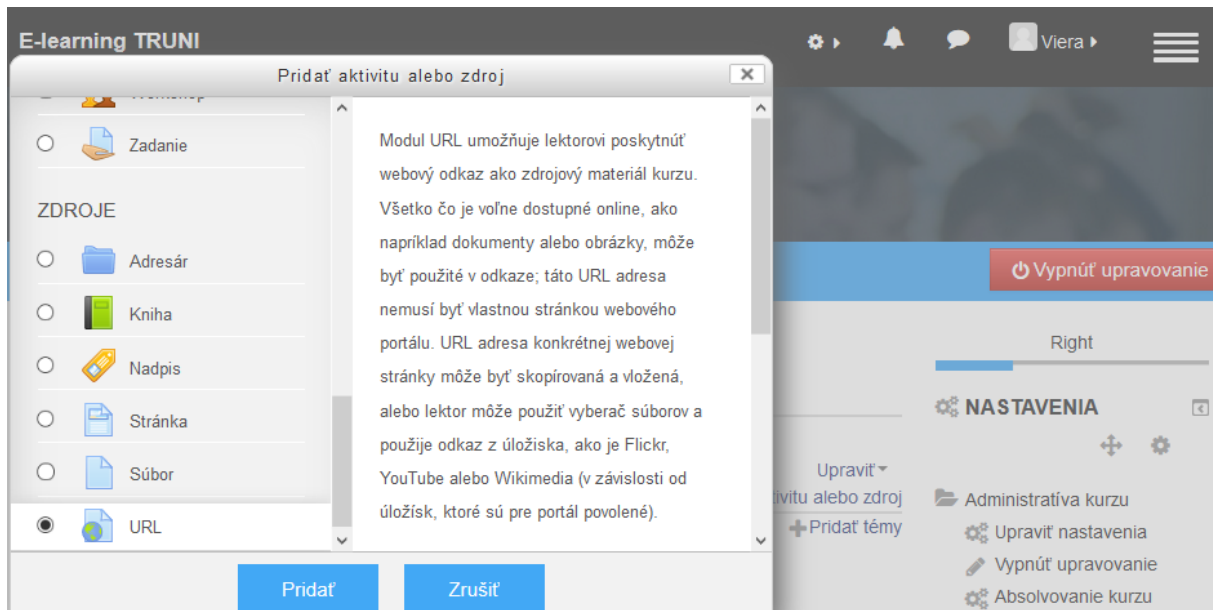 E-learning TRUNI
Viera
Pridať aktivitu alebo zdroj
Workshop
Zadanie
ZDROJE
Adresár
Kniha
Nadpis
Stránka
Súbor
URL
Modul URL umožňuje lektorovi poskytnúť
webový odkaz ako zdrojový materiál kurzu.
Všetko čo je voľne dostupné online, ako
napríklad dokumenty alebo obrázky, môže
byť použité v odkaze; táto URL adresa
nemusí byť vlastnou stránkou webového
portálu. URL adresa konkrétnej webovej
stránky môže byť skopírovaná a vložená,
alebo lektor môže použiť vyberač súborov a
použije odkaz z úložiska, ako je Flickr,
YouTube alebo Wikimedia (v závislosti od
úložísk, ktoré sú pre portál povolené).
Pridať
Zrušiť
Vypnúť upravovanie
Right
NASTAVENIA
Upraviť
ivitu alebo zdroj
Pridať témy
Administratíva kurzu
Upraviť nastavenia
Vypnúť upravovanie
Absolvovanie kurzu